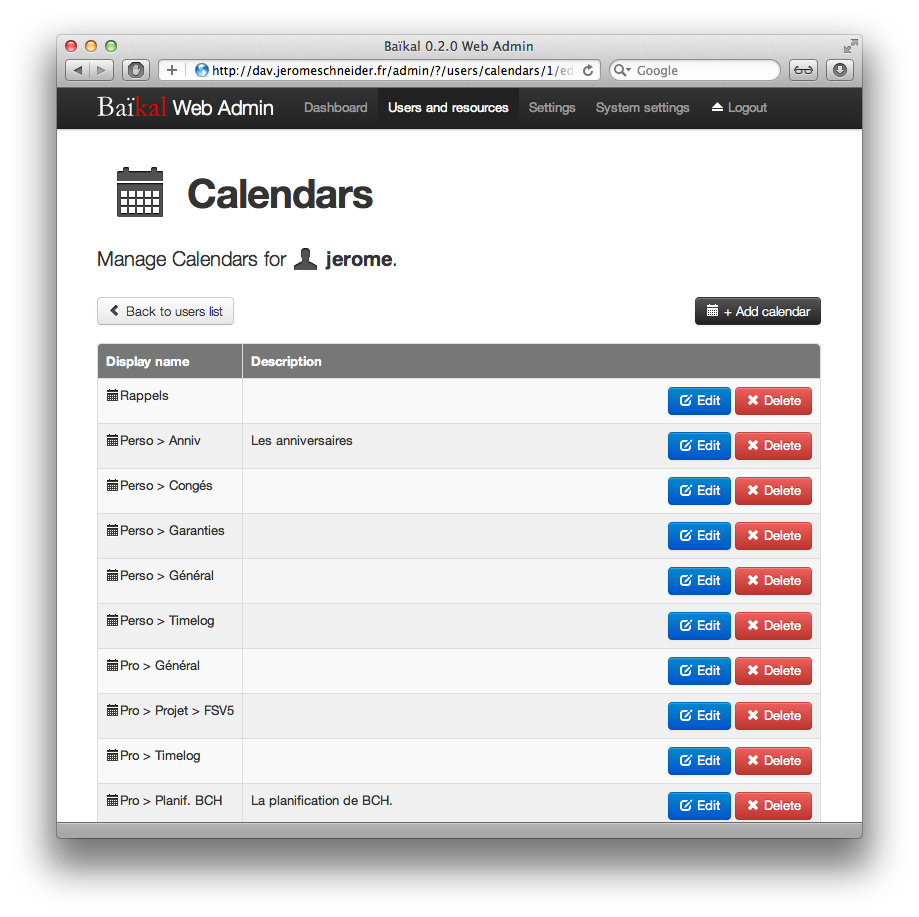 Baïkal 0.2.0 Web Admin
http://dav.jeromeschneider.fr/admin/?/users/calendars/1/ed
Google
Baïkal Web Admin Dashboard Users and resources Settings System settings Logout
Calendars
Manage Calendars for jerome.
Back to users list + Add calendar
Display name Description
Rappels Edit Delete
Perso > Anniv Les anniversaires Edit Delete
Perso > Congés Edit Delete
Perso > Garanties Edit Delete
Perso > Général Edit Delete
Perso > Timelog Edit Delete
Pro > Général Edit Delete
Pro > Projet > FSV5 Edit Delete
Pro > Timelog Edit Delete
Pro > Planif. BCH La planification de BCH. Edit Delete